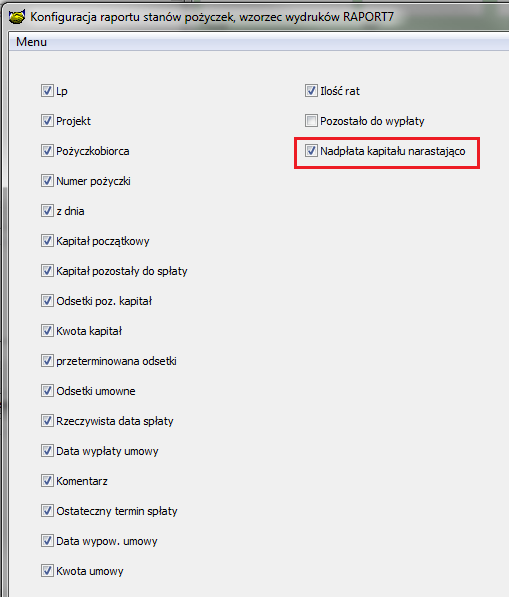 Konfiguracja raportu stanów pożyczek, wzorzec wydruków RAPORT7
Menu
Lp
Projekt
Pożyczkobiorca
Numer pożyczki
z dnia
Kapitał początkowy
Kapitał pozostały do spłaty
Odsetki poz. kapitał
Kwota kapitał
przeterminowana odsetki
Odsetki umowne
Rzeczywista data spłaty
Data wypłaty umowy
Komentarz
Ostateczny termin spłaty
Data wypow. umowy
Kwota umowy
Ilość rat
Pozostało do wypłaty
Nadpłata kapitału narastająco